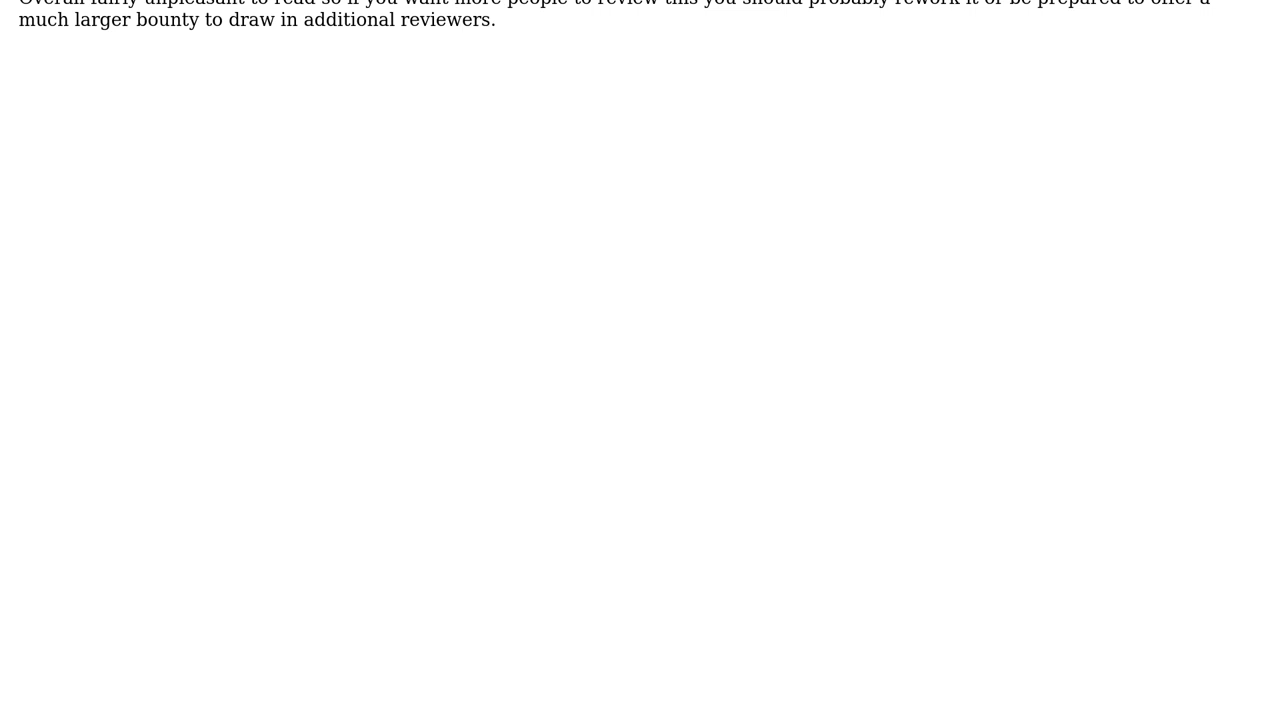 Overall fairly unpleasant to read so if you want more people to review this you should probably rework it or be prepared to offer a
much larger bounty to draw in additional reviewers.